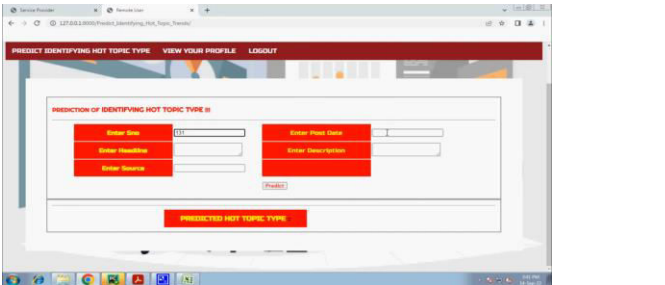 Service Provider
Remote User
127.0.0.1:8000/Predict_Identifying_Hot_Topic_Trends/
PREDICT IDENTIFYING HOT TOPIC TYPE VIEW YOUR PROFILE LOGOUT
PREDICTION OF IDENTIFYING HOT TOPIC TYPE !!!
Enter Sno 131 Enter Post Date
Enter Headline Enter Description
Enter Source
Predict
PREDICTED HOT TOPIC TYPE